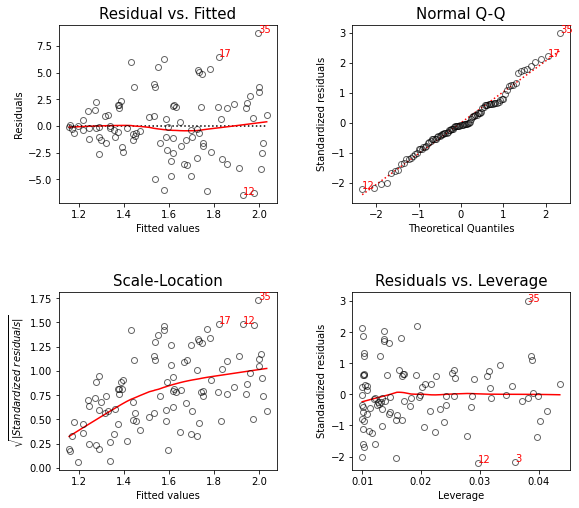 Residual vs. Fitted
Residuals
7.5
5.0
2.5
0.0
−2.5
−5.0
35
17
12
1.2 1.4 1.6 1.8 2.0
Fitted values
Normal Q-Q
Standardized residuals
3
2
1
0
−1
−2
35
17
12
−2 −1 0 1 2
Theoretical Quantiles
Scale-Location
√|Standardized residuals|
1.75
1.50
1.25
1.00
0.75
0.50
0.25
0.00
35
17 12
1.2 1.4 1.6 1.8 2.0
Fitted values
Residuals vs. Leverage
Standardized residuals
3
2
1
0
−1
−2
35
12 3
0.01 0.02 0.03 0.04
Leverage